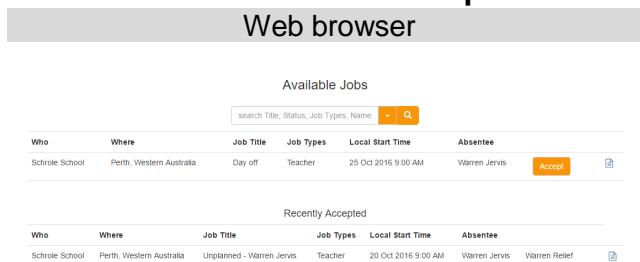 Web browser
Available Jobs
search Title, Status, Job Types, Name
Who Where Job Title Job Types Local Start Time Absentee
Schrole School Perth, Western Australia Day off Teacher 25 Oct 2016 9:00 AM Warren Jervis Accept
Recently Accepted
Who Where Job Title Job Types Local Start Time Absentee
Schrole School Perth, Western Australia Unplanned - Warren Jervis Teacher 20 Oct 2016 9:00 AM Warren Jervis Warren Relief